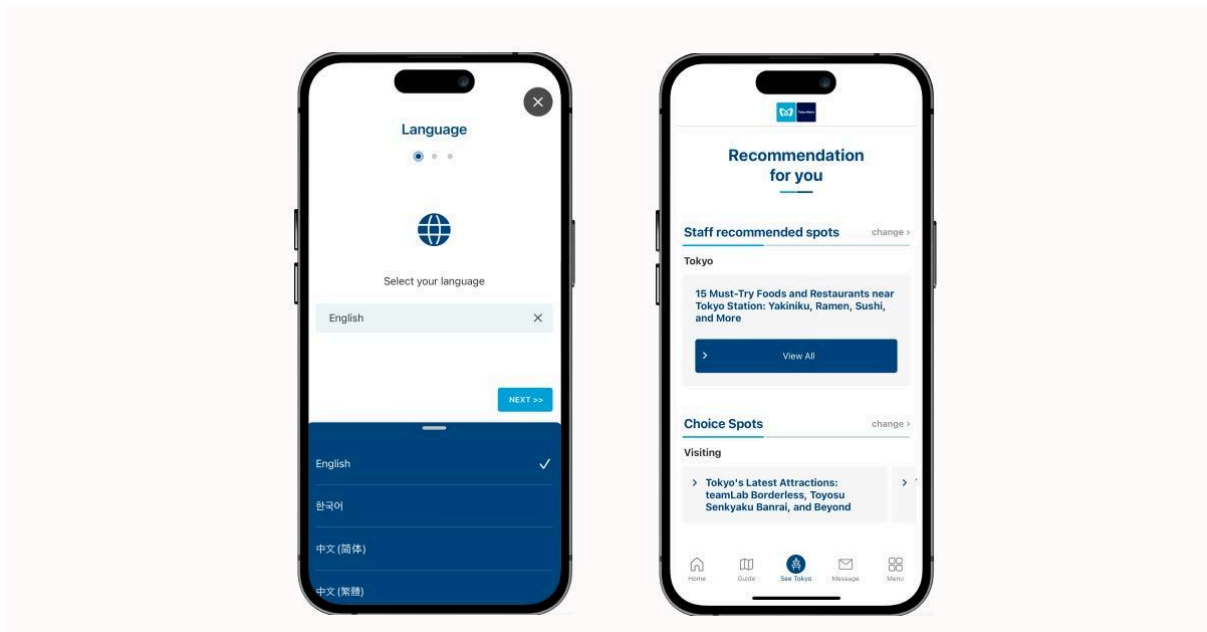 Language
Select your language
English
NEXT >>
English
한국어
中文 (简体)
中文 (繁體)
Recommendation
for you
Staff recommended spots
change >
Tokyo
15 Must-Try Foods and Restaurants near
Tokyo Station: Yakiniku, Ramen, Sushi,
and More
View All
Choice Spots
change >
Visiting
Tokyo's Latest Attractions:
teamLab Borderless, Toyosu
Senkyaku Banrai, and Beyond
Home
Guide
See Tokyo
Message
Menu